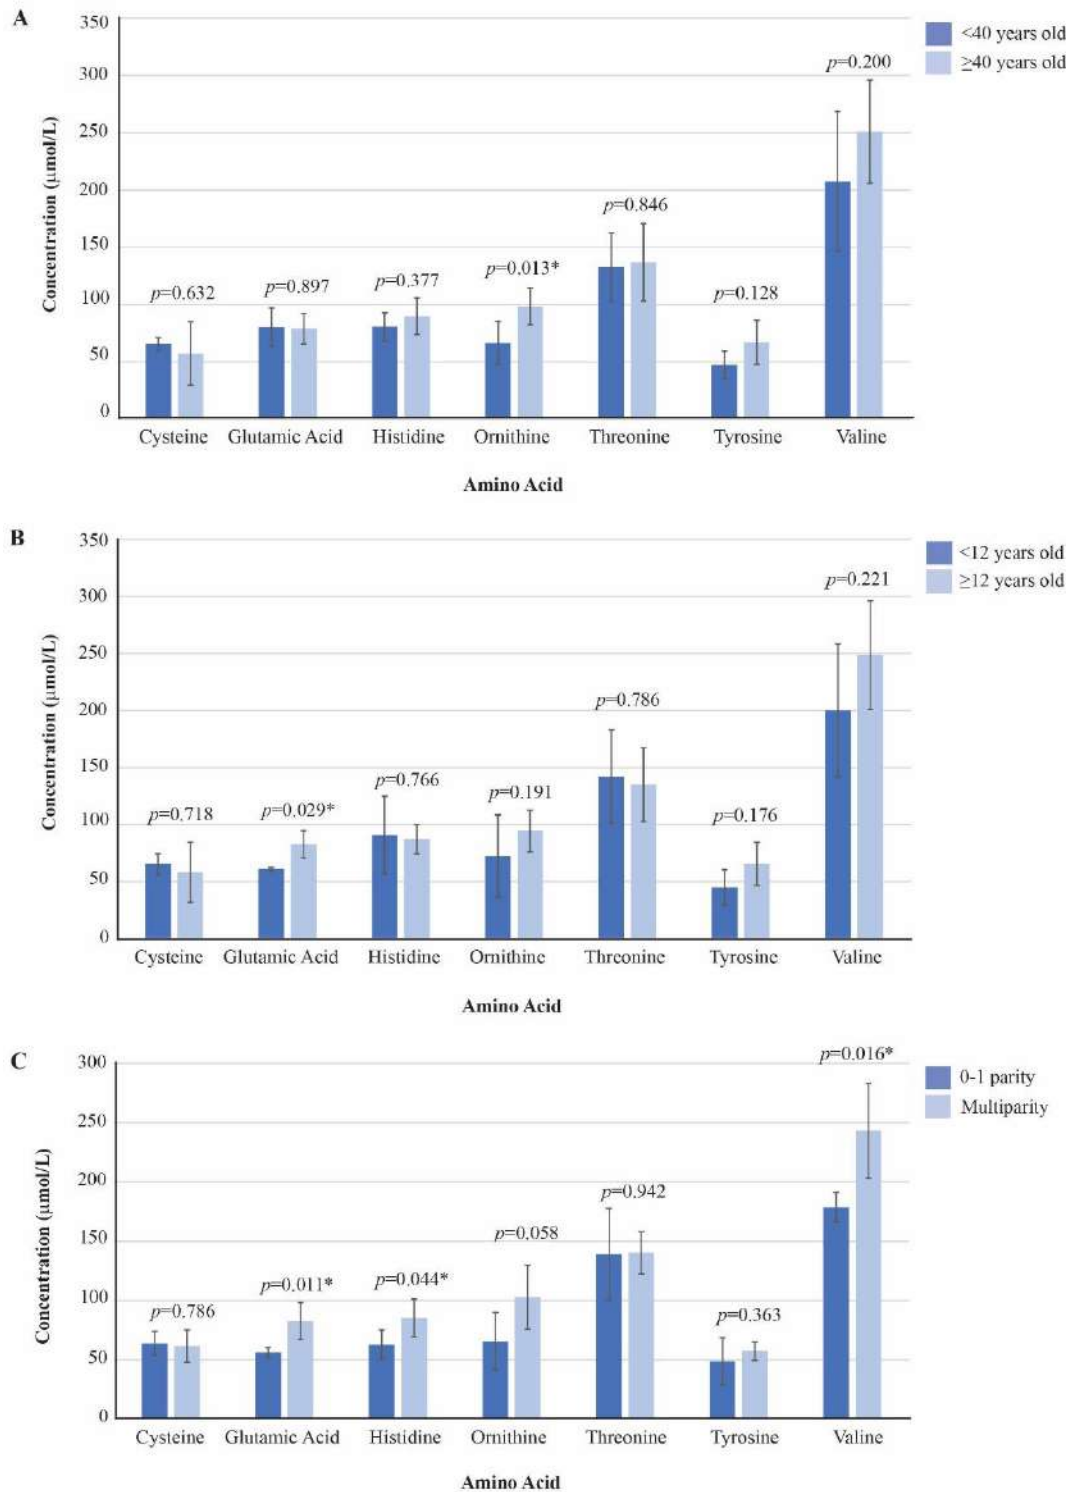 A
<40 years old
≥40 years old
Concentration (µmol/L)
350
300
250
200
150
100
50
0
p=0.632
p=0.897
p=0.377
p=0.013*
p=0.846
p=0.128
p=0.200
Cysteine Glutamic Acid Histidine Ornithine Threonine Tyrosine Valine
Amino Acid
B
<12 years old
≥12 years old
Concentration (µmol/L)
350
300
250
200
150
100
50
0
p=0.718
p=0.029*
p=0.766
p=0.191
p=0.786
p=0.176
p=0.221
Cysteine Glutamic Acid Histidine Ornithine Threonine Tyrosine Valine
Amino Acid
C
0-1 parity
Multiparity
Concentration (µmol/L)
300
250
200
150
100
50
0
p=0.786
p=0.011*
p=0.044*
p=0.058
p=0.942
p=0.363
p=0.016*
Cysteine Glutamic Acid Histidine Ornithine Threonine Tyrosine Valine
Amino Acid